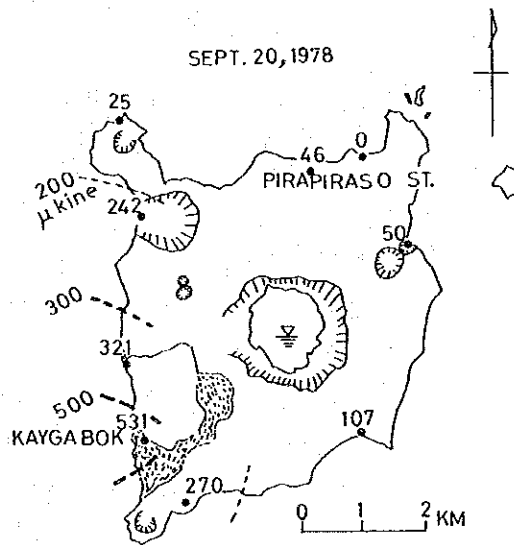 SEPT. 20, 1978
25
0
46
PIRAPIRASO ST.
200
μ kine
242
50
300
321
500
531
KAYGABOK
107
270
0 1 2 KM